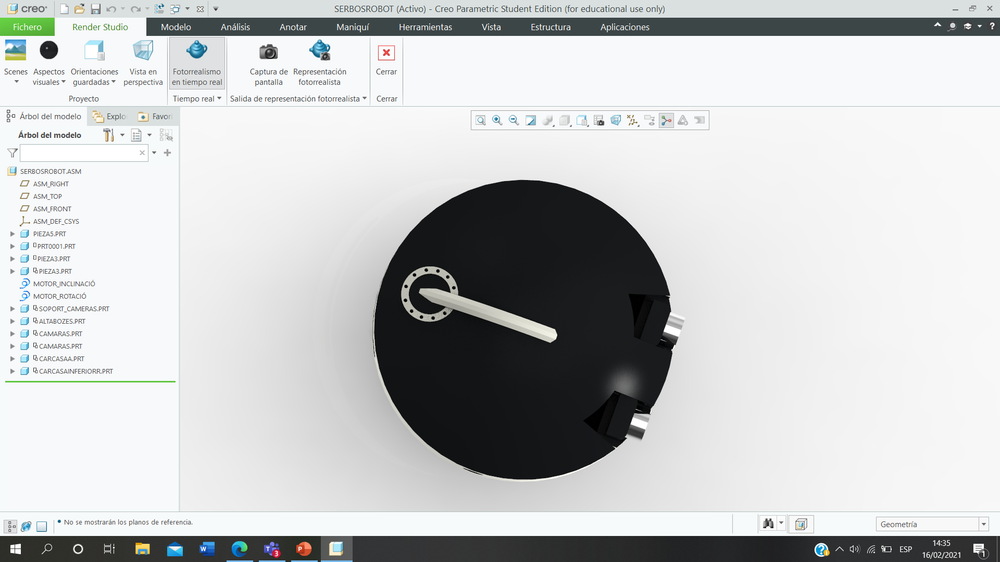 creo
SERBOSROBOT (Activo) - Creo Parametric Student Edition (for educational use only)
Fichero
Render Studio
Modelo
Análisis
Anotar
Maniquí
Herramientas
Vista
Estructura
Aplicaciones
Scenes
Aspectos
visuales
Orientaciones
guardadas
Vista en
perspectiva
Fotorrealismo
en tiempo real
Captura de
pantalla
Representación
fotorrealista
Cerrar
Proyecto
Tiempo real
Salida de representación fotorrealista
Cerrar
Árbol del modelo
Explo
Favori
Árbol del modelo
SERBOSROBOT.ASM
ASM_RIGHT
ASM_TOP
ASM_FRONT
ASM_DEF_CSYS
PIEZA5.PRT
PRT0001.PRT
PIEZA3.PRT
PIEZA3.PRT
MOTOR_INCLINACIÓ
MOTOR_ROTACIÓ
SOPORT_CAMERAS.PRT
ALTABOZES.PRT
CAMARAS.PRT
CAMARAS.PRT
CARCASAA.PRT
CARCASAINFERIORR.PRT
No se mostrarán los planos de referencia.
Geometría
3
ESP
14:35
16/02/2021
1